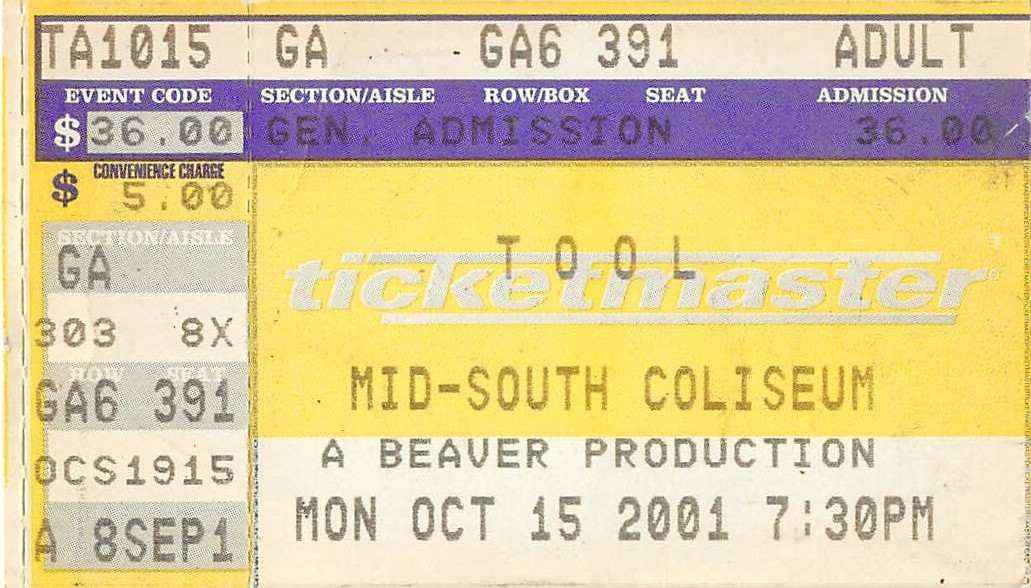 TA1015 GA GA6 391 ADULT
EVENT CODE SECTION/AISLE ROW/BOX SEAT ADMISSION
$ 36.00 GEN. ADMISSION 36.00
CONVENIENCE CHARGE
$ 5.00
SECTION/AISLE
GA
303 8X
ROW SEAT
GA6 391
OCS1915
A 8SEP1
TOOL
ticketmaster
MID-SOUTH COLISEUM
A BEAVER PRODUCTION
MON OCT 15 2001 7:30PM